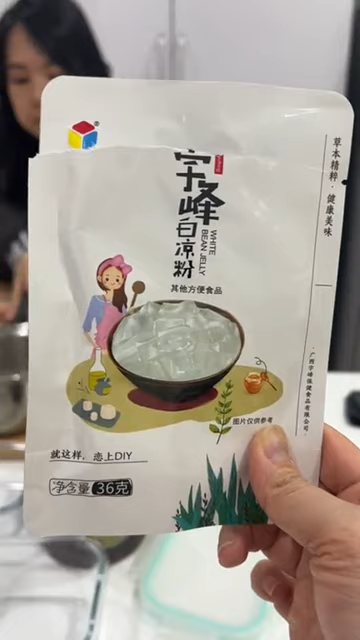 ®
宇峰
白凉粉
WHITE
BEAN JELLY
其他方便食品
草本精粹·健康美味
·广西宇峰保健食品有限公司·
图片仅供参考
就这样，恋上DIY
净含量 36克